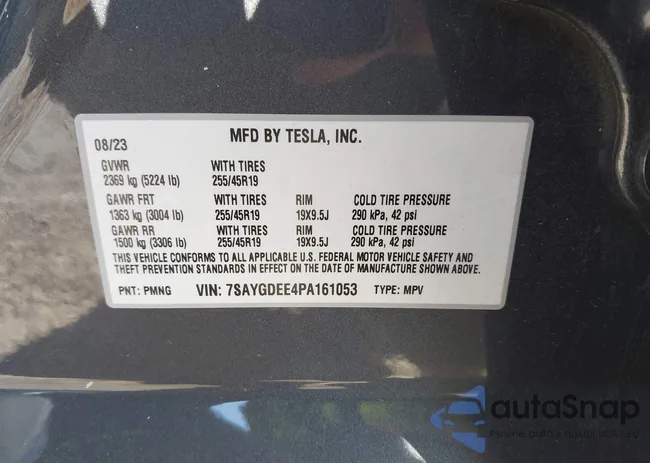 08/23 MFD BY TESLA, INC.
GVWR WITH TIRES
2369 kg (5224 lb) 255/45R19
GAWR FRT WITH TIRES RIM COLD TIRE PRESSURE
1363 kg (3004 lb) 255/45R19 19X9.5J 290 kPa, 42 psi
GAWR RR WITH TIRES RIM COLD TIRE PRESSURE
1500 kg (3306 lb) 255/45R19 19X9.5J 290 kPa, 42 psi
THIS VEHICLE CONFORMS TO ALL APPLICABLE U.S. FEDERAL MOTOR VEHICLE SAFETY AND
THEFT PREVENTION STANDARDS IN EFFECT ON THE DATE OF MANUFACTURE SHOWN ABOVE.
PNT: PMNG VIN: 7SAYGDEE4PA161053 TYPE: MPV
autoSnap